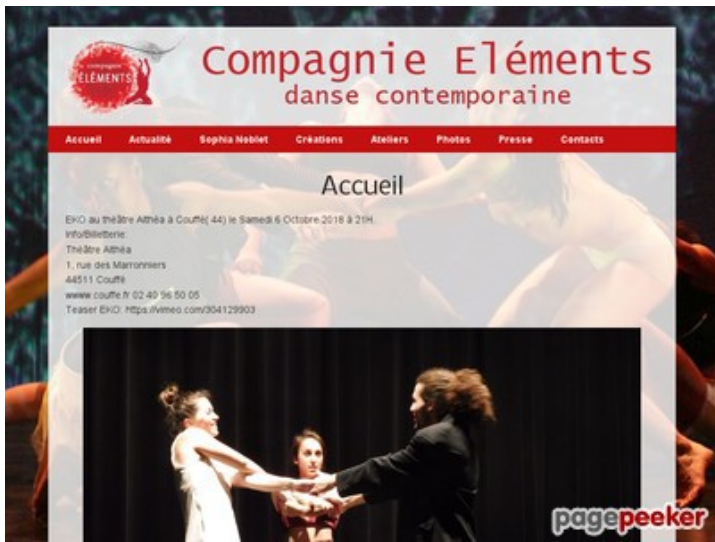 compagnie
ÉLÉMENTS
Compagnie Eléments
danse contemporaine
Accueil Actualité Sophia Noblet Créations Ateliers Photos Presse Contacts
Accueil
EKO au théâtre Althéa à Couffé( 44) le Samedi 6 Octobre 2018 à 21H.
Info/Billetterie:
Théâtre Althéa
1, rue des Marronniers
44511 Couffé
wwww.couffe.fr 02 40 96 50 05
Teaser EKO: https://vimeo.com/304129903
pagepeeker